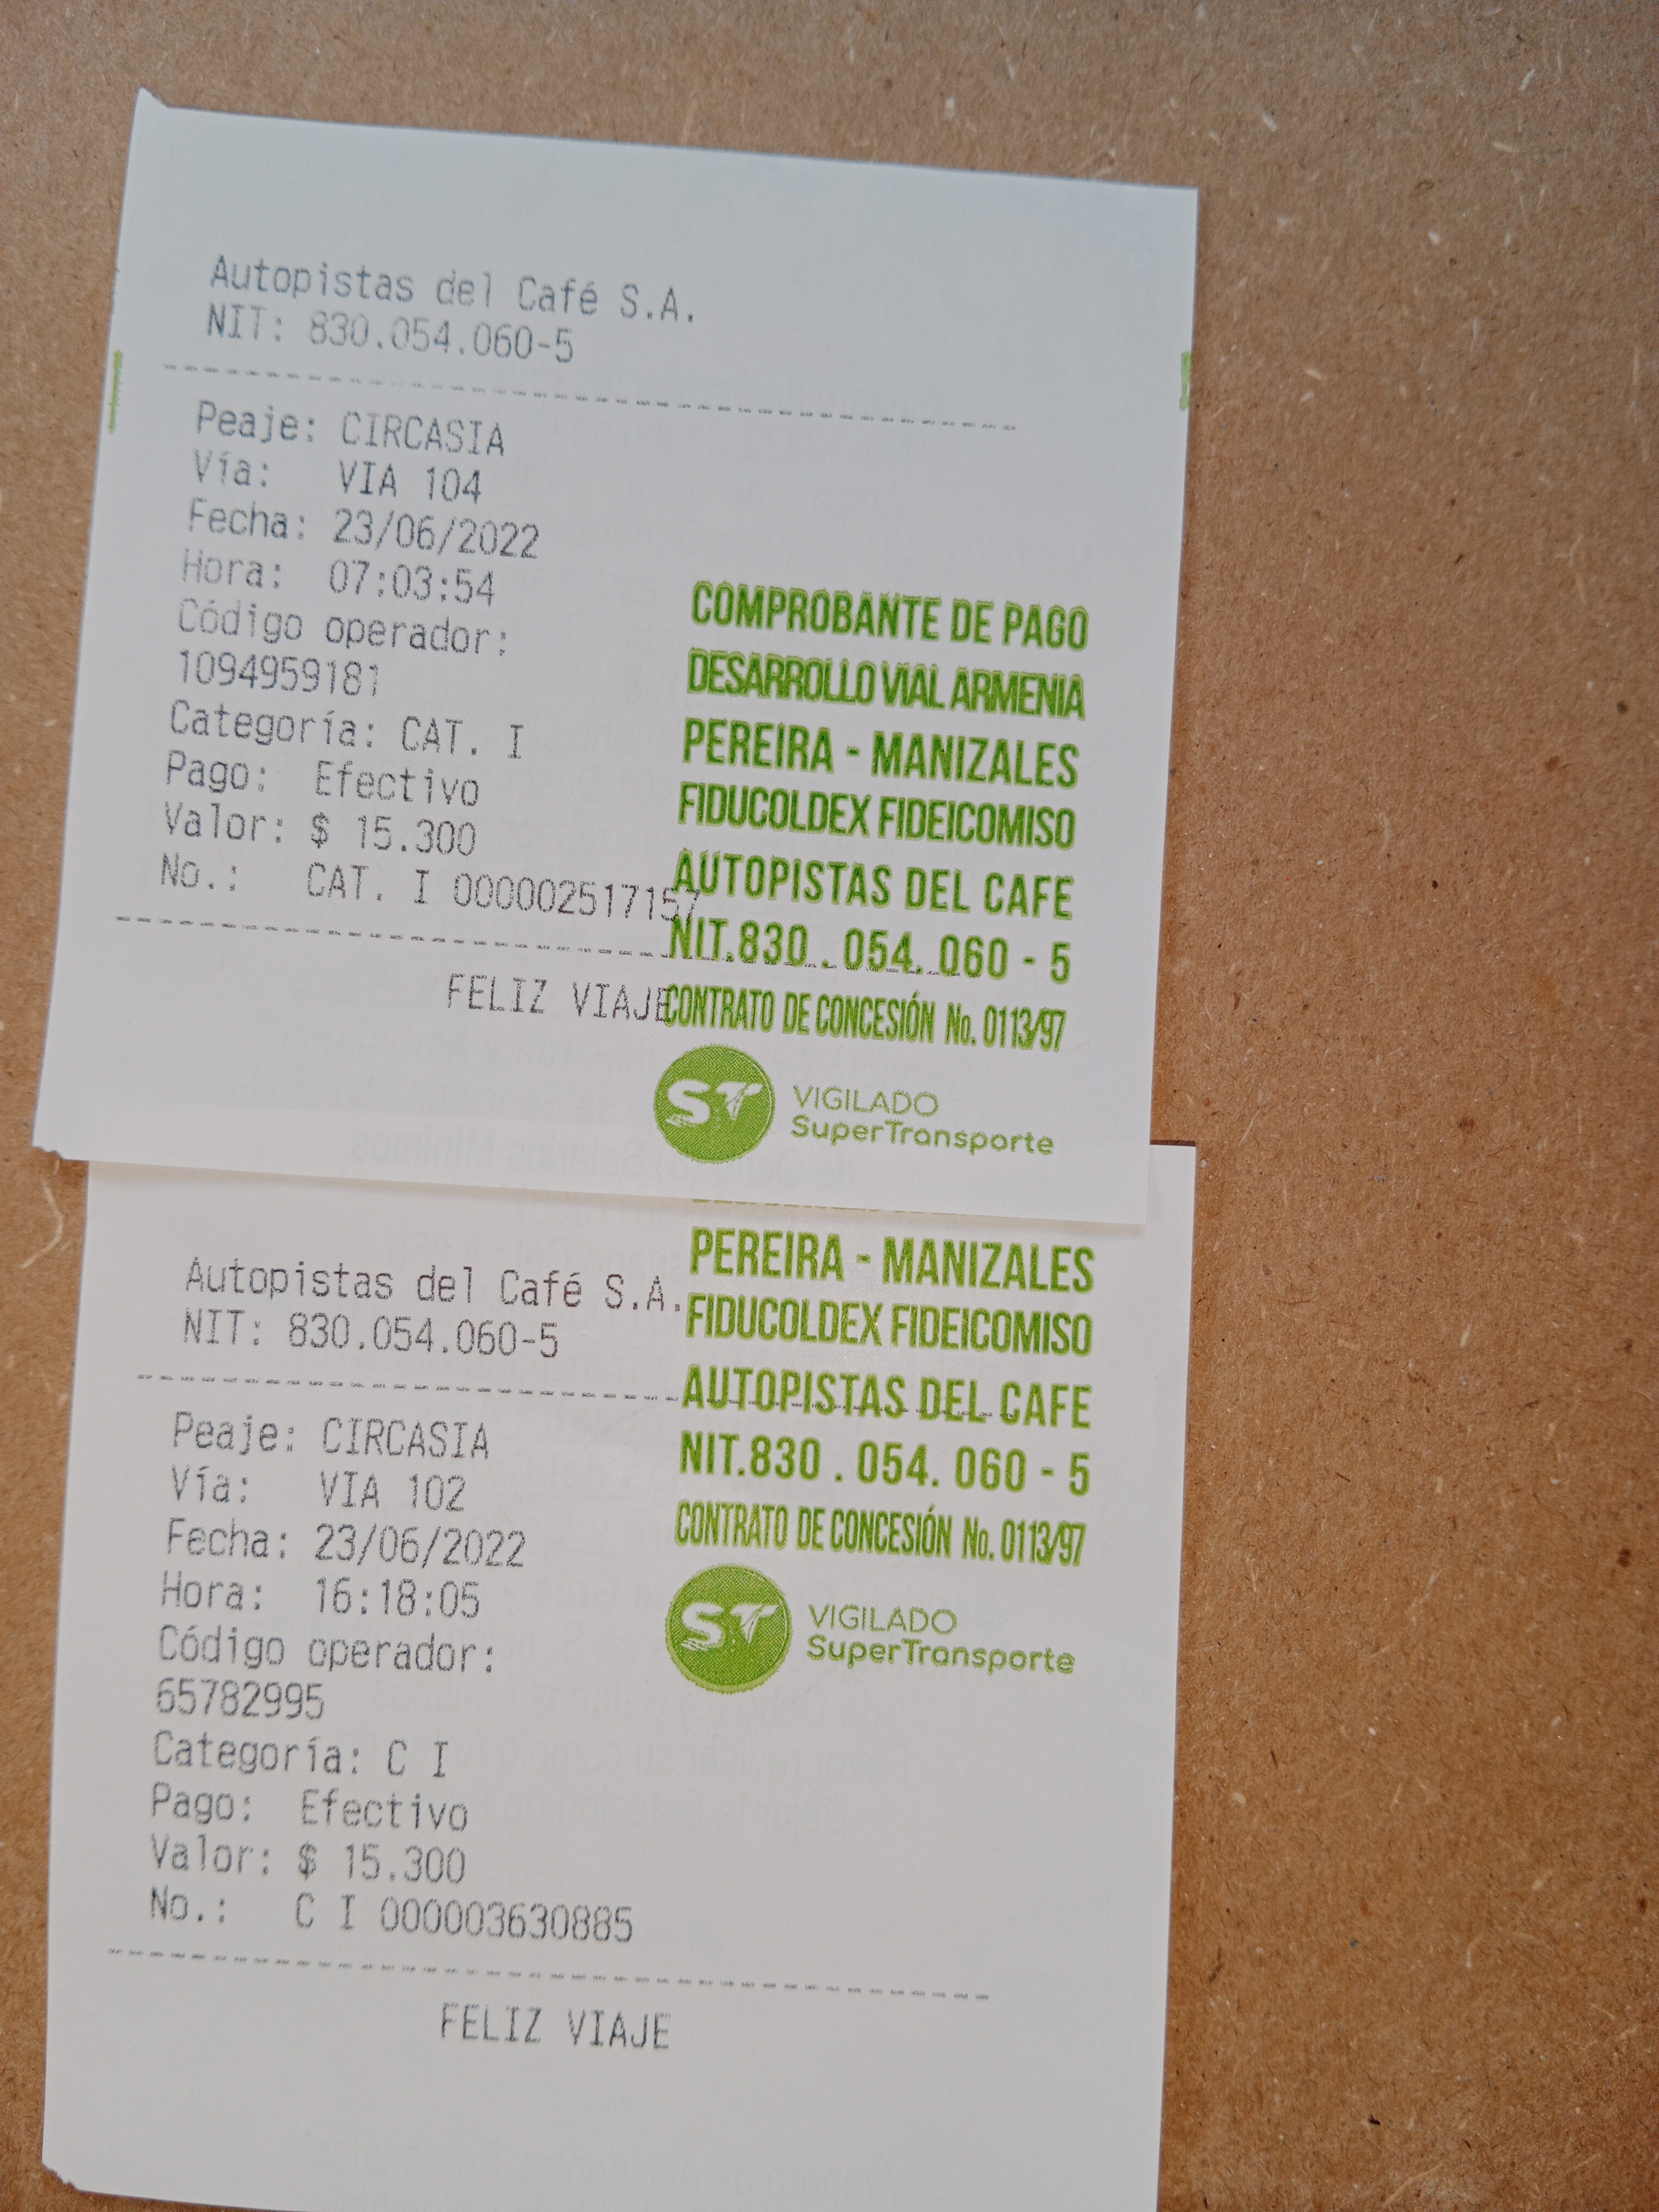 Autopistas del Café S.A.
NIT: 830.054.060-5
Peaje: CIRCASIA
Vía: VIA 104
Fecha: 23/06/2022
Hora: 07:03:54
Código operador:
1094959181
Categoría: CAT. I
Pago: Efectivo
Valor: $ 15.300
No.: CAT. I 000002517157
FELIZ VIAJE
COMPROBANTE DE PAGO
DESARROLLO VIAL ARMENIA
PEREIRA - MANIZALES
FIDUCOLDEX FIDEICOMISO
AUTOPISTAS DEL CAFE
NIT.830 . 054. 060 - 5
CONTRATO DE CONCESIÓN No. 0113/97
ST
VIGILADO
SuperTransporte
Autopistas del Café S.A.
NIT: 830.054.060-5
Peaje: CIRCASIA
Vía: VIA 102
Fecha: 23/06/2022
Hora: 16:18:05
Código operador:
65782995
Categoría: C I
Pago: Efectivo
Valor: $ 15.300
No.: C I 000003630885
FELIZ VIAJE
PEREIRA - MANIZALES
FIDUCOLDEX FIDEICOMISO
AUTOPISTAS DEL CAFE
NIT.830 . 054. 060 - 5
CONTRATO DE CONCESIÓN No. 0113/97
ST
VIGILADO
SuperTransporte